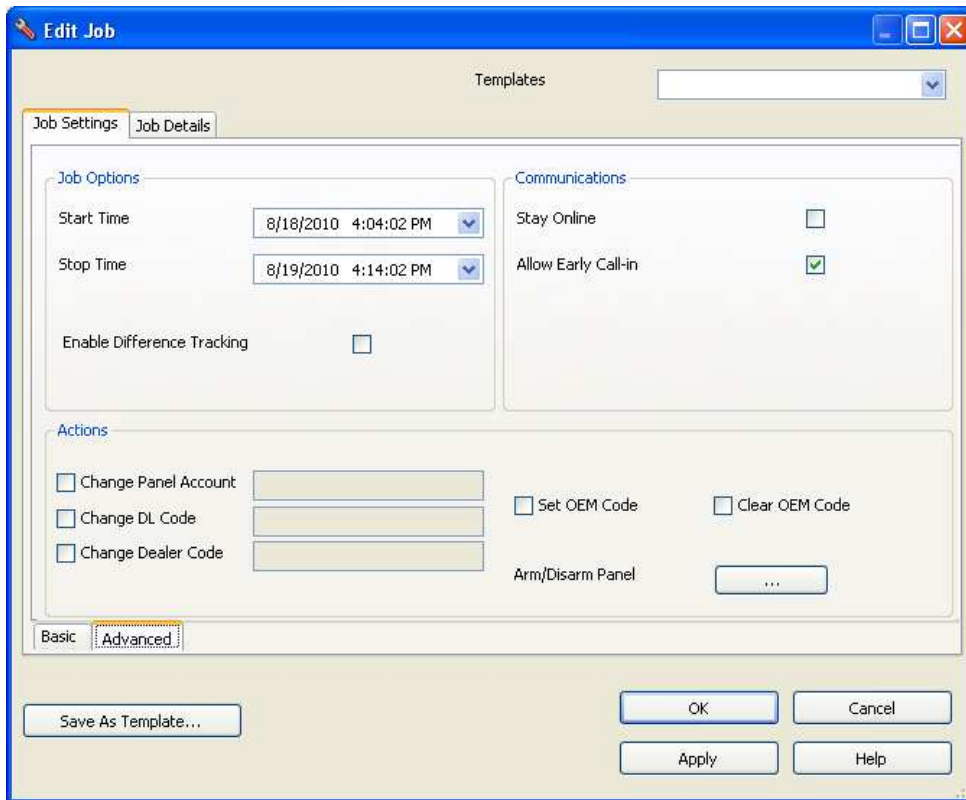 Edit Job
Templates
Job Settings Job Details
Job Options
Start Time 8/18/2010 4:04:02 PM
Stop Time 8/19/2010 4:14:02 PM
Enable Difference Tracking
Communications
Stay Online
Allow Early Call-in
Actions
Change Panel Account
Change DL Code
Change Dealer Code
Set OEM Code Clear OEM Code
Arm/Disarm Panel ...
Basic Advanced
Save As Template...
OK Cancel
Apply Help